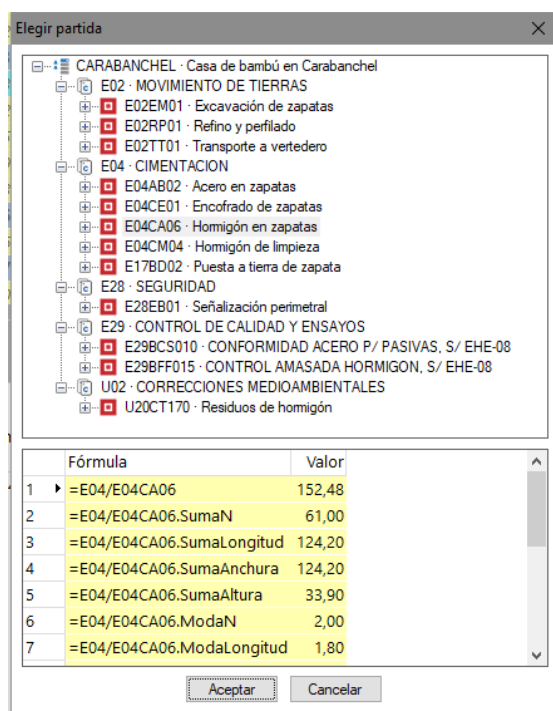 Elegir partida
CARABANCHEL · Casa de bambú en Carabanchel
E02 · MOVIMIENTO DE TIERRAS
E02EM01 · Excavación de zapatas
E02RP01 · Refino y perfilado
E02TT01 · Transporte a vertedero
E04 · CIMENTACION
E04AB02 · Acero en zapatas
E04CE01 · Encofrado de zapatas
E04CA06 · Hormigón en zapatas
E04CM04 · Hormigón de limpieza
E17BD02 · Puesta a tierra de zapata
E28 · SEGURIDAD
E28EB01 · Señalización perimetral
E29 · CONTROL DE CALIDAD Y ENSAYOS
E29BCS010 · CONFORMIDAD ACERO P/ PASIVAS, S/ EHE-08
E29BFF015 · CONTROL AMASADA HORMIGON, S/ EHE-08
U02 · CORRECCIONES MEDIOAMBIENTALES
U20CT170 · Residuos de hormigón
Fórmula Valor
1 =E04/E04CA06 152,48
2 =E04/E04CA06.SumaN 61,00
3 =E04/E04CA06.SumaLongitud 124,20
4 =E04/E04CA06.SumaAnchura 124,20
5 =E04/E04CA06.SumaAltura 33,90
6 =E04/E04CA06.ModaN 2,00
7 =E04/E04CA06.ModaLongitud 1,80
Aceptar Cancelar